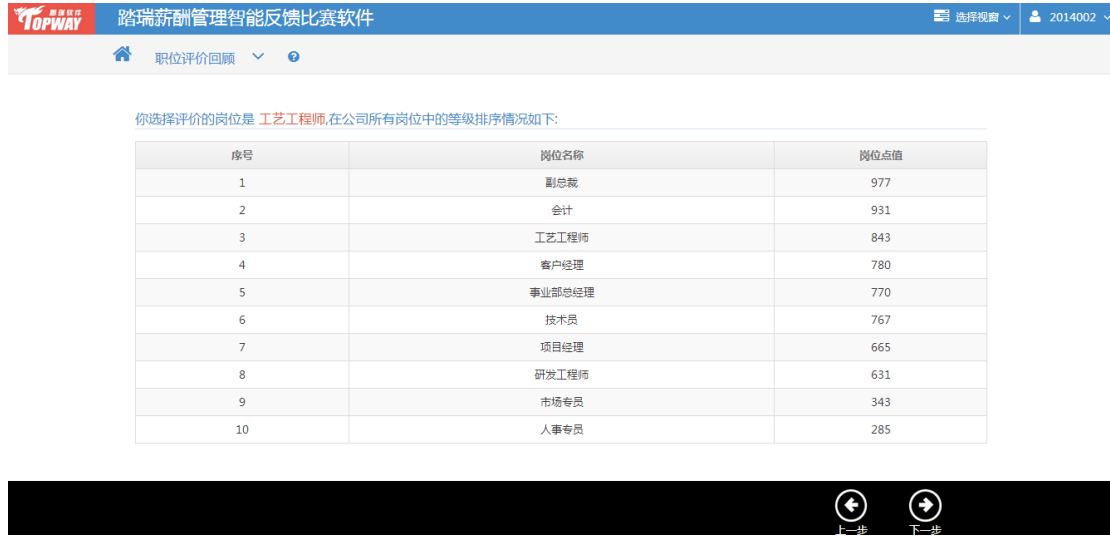 踏瑞软件
TOPWAY
踏瑞薪酬管理智能反馈比赛软件
选择视窗
2014002
职位评价回顾
你选择评价的岗位是 工艺工程师,在公司所有岗位中的等级排序情况如下:
序号 岗位名称 岗位点值
1 副总裁 977
2 会计 931
3 工艺工程师 843
4 客户经理 780
5 事业部总经理 770
6 技术员 767
7 项目经理 665
8 研发工程师 631
9 市场专员 343
10 人事专员 285
上一步 下一步